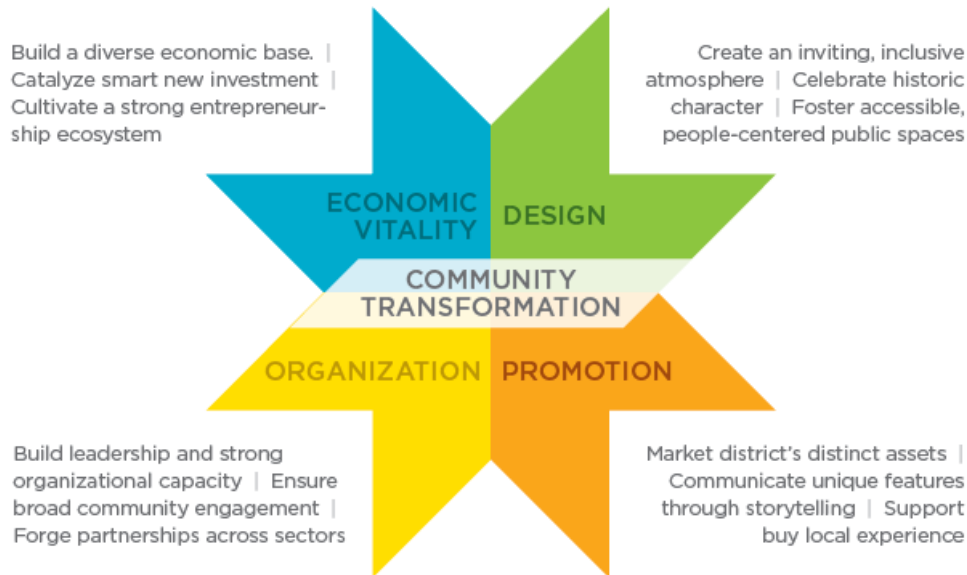 Build a diverse economic base. |
Catalyze smart new investment |
Cultivate a strong entrepreneur-
ship ecosystem
Create an inviting, inclusive
atmosphere | Celebrate historic
character | Foster accessible,
people-centered public spaces
ECONOMIC
VITALITY
DESIGN
COMMUNITY
TRANSFORMATION
ORGANIZATION
PROMOTION
Build leadership and strong
organizational capacity | Ensure
broad community engagement |
Forge partnerships across sectors
Market district's distinct assets |
Communicate unique features
through storytelling | Support
buy local experience